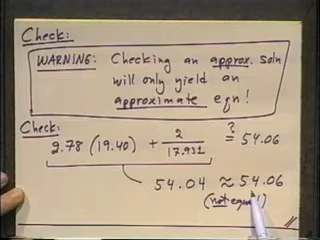 Check:
WARNING: Checking an approx. soln
will only yield an
approximate eqn!
Check:
2.78 (19.40) + 2/17.931 ?= 54.06
54.04 ≈ 54.06
(not equal!)